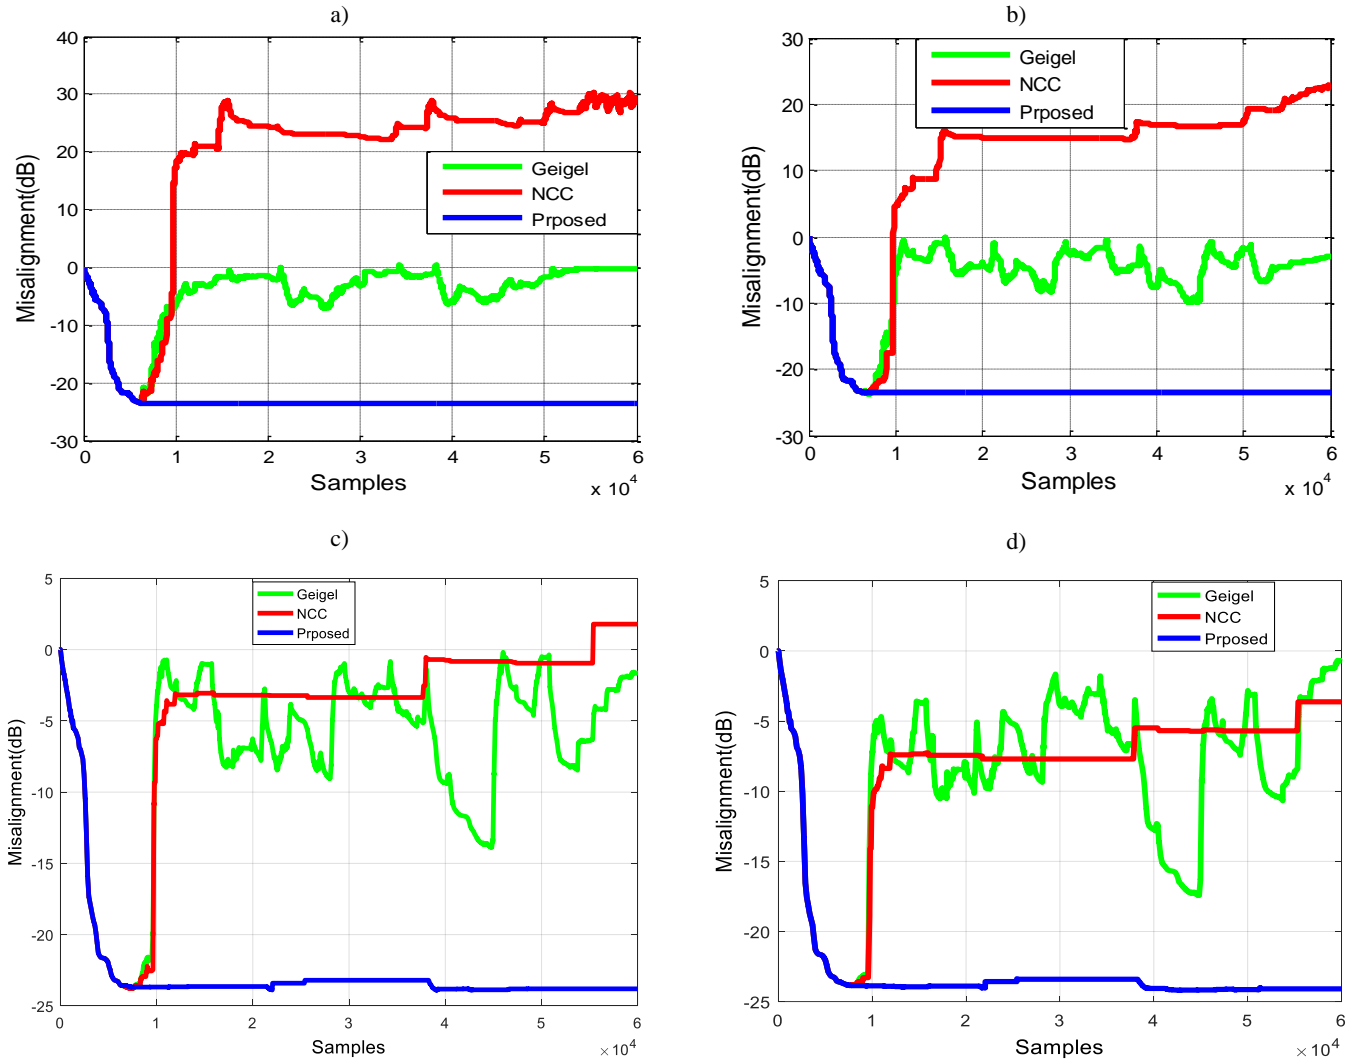 a)
40
30
20
10
0
-10
-20
-30
Misalignment(dB)
Geigel
NCC
Prposed
0 1 2 3 4 5 6
Samples
x 10^4
b)
30
20
10
0
-10
-20
-30
Misalignment(dB)
Geigel
NCC
Prposed
0 1 2 3 4 5 6
Samples
x 10^4
c)
5
0
-5
-10
-15
-20
-25
Misalignment(dB)
Geigel
NCC
Prposed
0 1 2 3 4 5 6
Samples
× 10^4
d)
5
0
-5
-10
-15
-20
-25
Misalignment(dB)
Geigel
NCC
Prposed
0 1 2 3 4 5 6
Samples
× 10^4